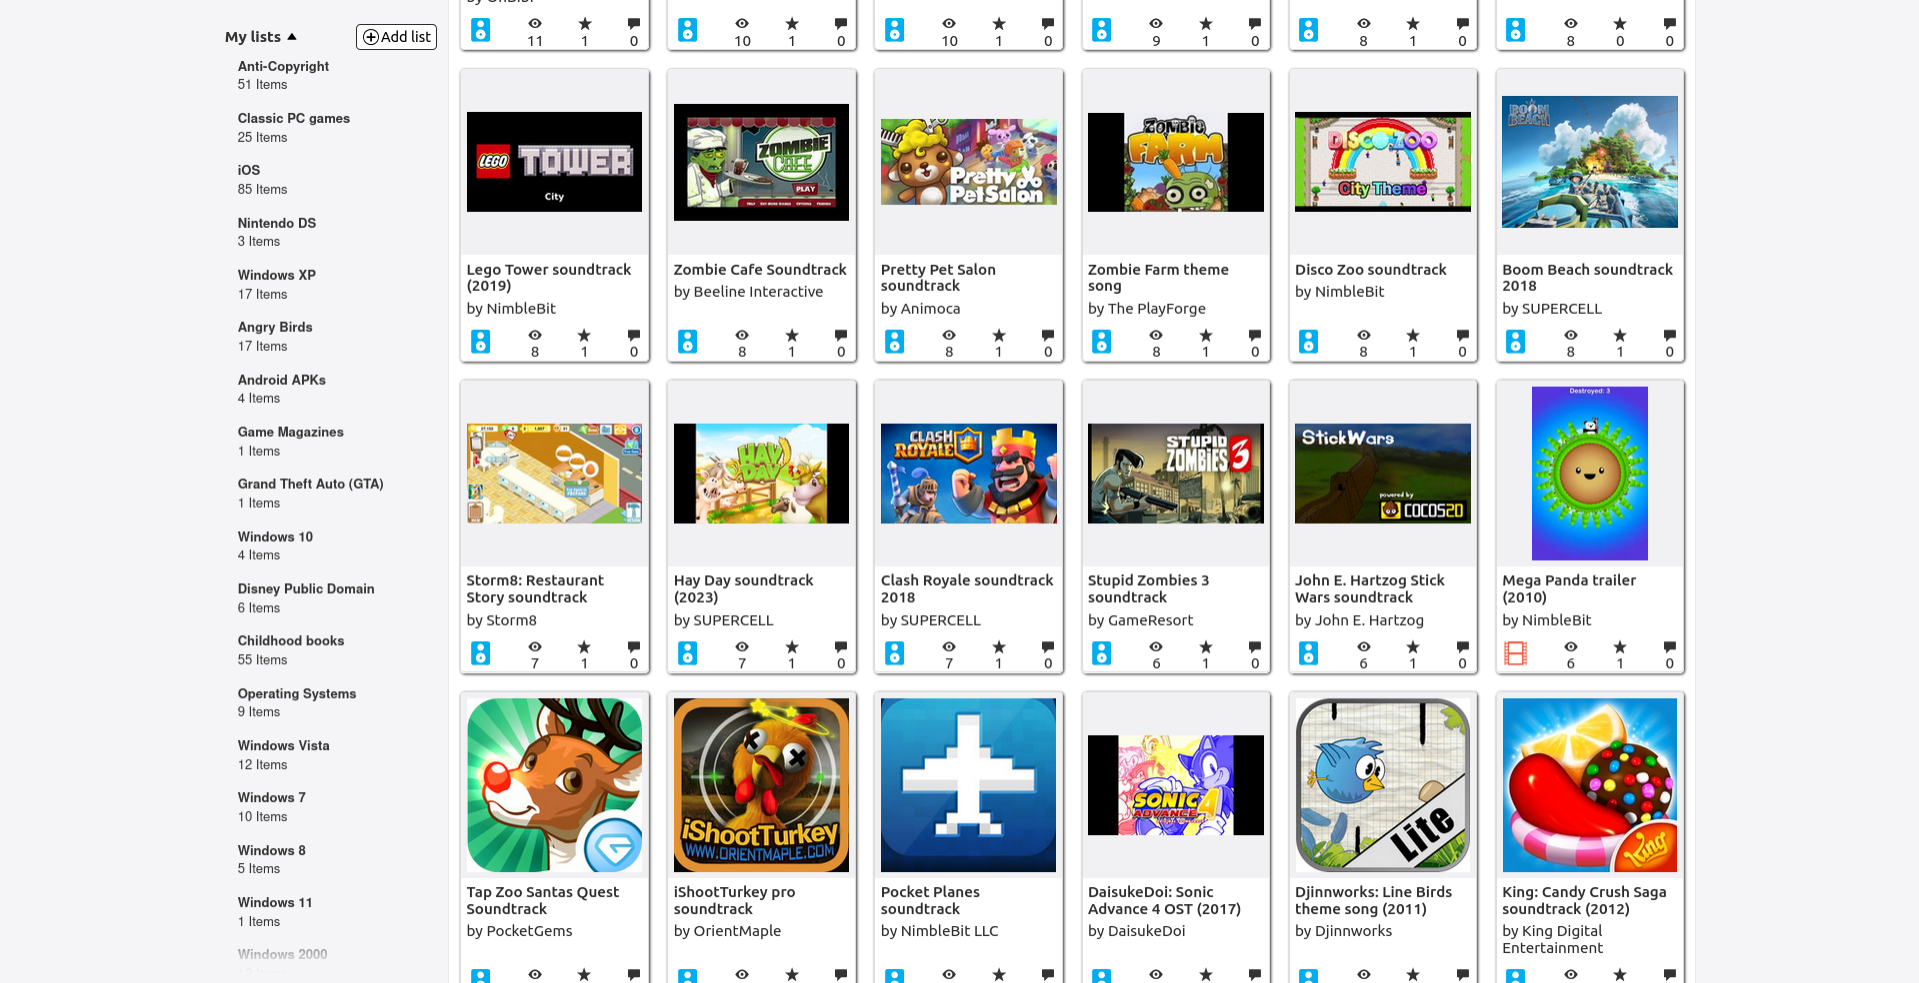 My lists
Add list
Anti-Copyright
51 Items
Classic PC games
25 Items
iOS
85 Items
Nintendo DS
3 Items
Windows XP
17 Items
Angry Birds
17 Items
Android APKs
4 Items
Game Magazines
1 Items
Grand Theft Auto (GTA)
1 Items
Windows 10
4 Items
Disney Public Domain
6 Items
Childhood books
55 Items
Operating Systems
9 Items
Windows Vista
12 Items
Windows 7
10 Items
Windows 8
5 Items
Windows 11
1 Items
Windows 2000
11 1 0
10 1 0
10 1 0
9 1 0
8 1 0
8 0 0
LEGO TOWER
City
ZOMBIE
CAFE
PLAY
Pretty
Pet Salon
ZOMBIE
FARM
DISCO ZOO
City Theme
BOOM
BEACH
Lego Tower soundtrack
(2019)
by NimbleBit
8 1 0
Zombie Cafe Soundtrack
by Beeline Interactive
8 1 0
Pretty Pet Salon
soundtrack
by Animoca
8 1 0
Zombie Farm theme
song
by The PlayForge
8 1 0
Disco Zoo soundtrack
by NimbleBit
8 1 0
Boom Beach soundtrack
2018
by SUPERCELL
8 1 0
HAY
DAY
CLASH
ROYALE
STUPID
ZOMBIES 3
StickWars
powered by
COCOS2D
Destroyed: 3
Storm8: Restaurant
Story soundtrack
by Storm8
7 1 0
Hay Day soundtrack
(2023)
by SUPERCELL
7 1 0
Clash Royale soundtrack
2018
by SUPERCELL
7 1 0
Stupid Zombies 3
soundtrack
by GameResort
6 1 0
John E. Hartzog Stick
Wars soundtrack
by John E. Hartzog
6 1 0
Mega Panda trailer
(2010)
by NimbleBit
6 1 0
iShootTurkey
WWW.ORIENTMAPLE.COM
SONIC
ADVANCE 4
Lite
King
Tap Zoo Santas Quest
Soundtrack
by PocketGems
iShootTurkey pro
soundtrack
by OrientMaple
Pocket Planes
soundtrack
by NimbleBit LLC
DaisukeDoi: Sonic
Advance 4 OST (2017)
by DaisukeDoi
Djinnworks: Line Birds
theme song (2011)
by Djinnworks
King: Candy Crush Saga
soundtrack (2012)
by King Digital
Entertainment